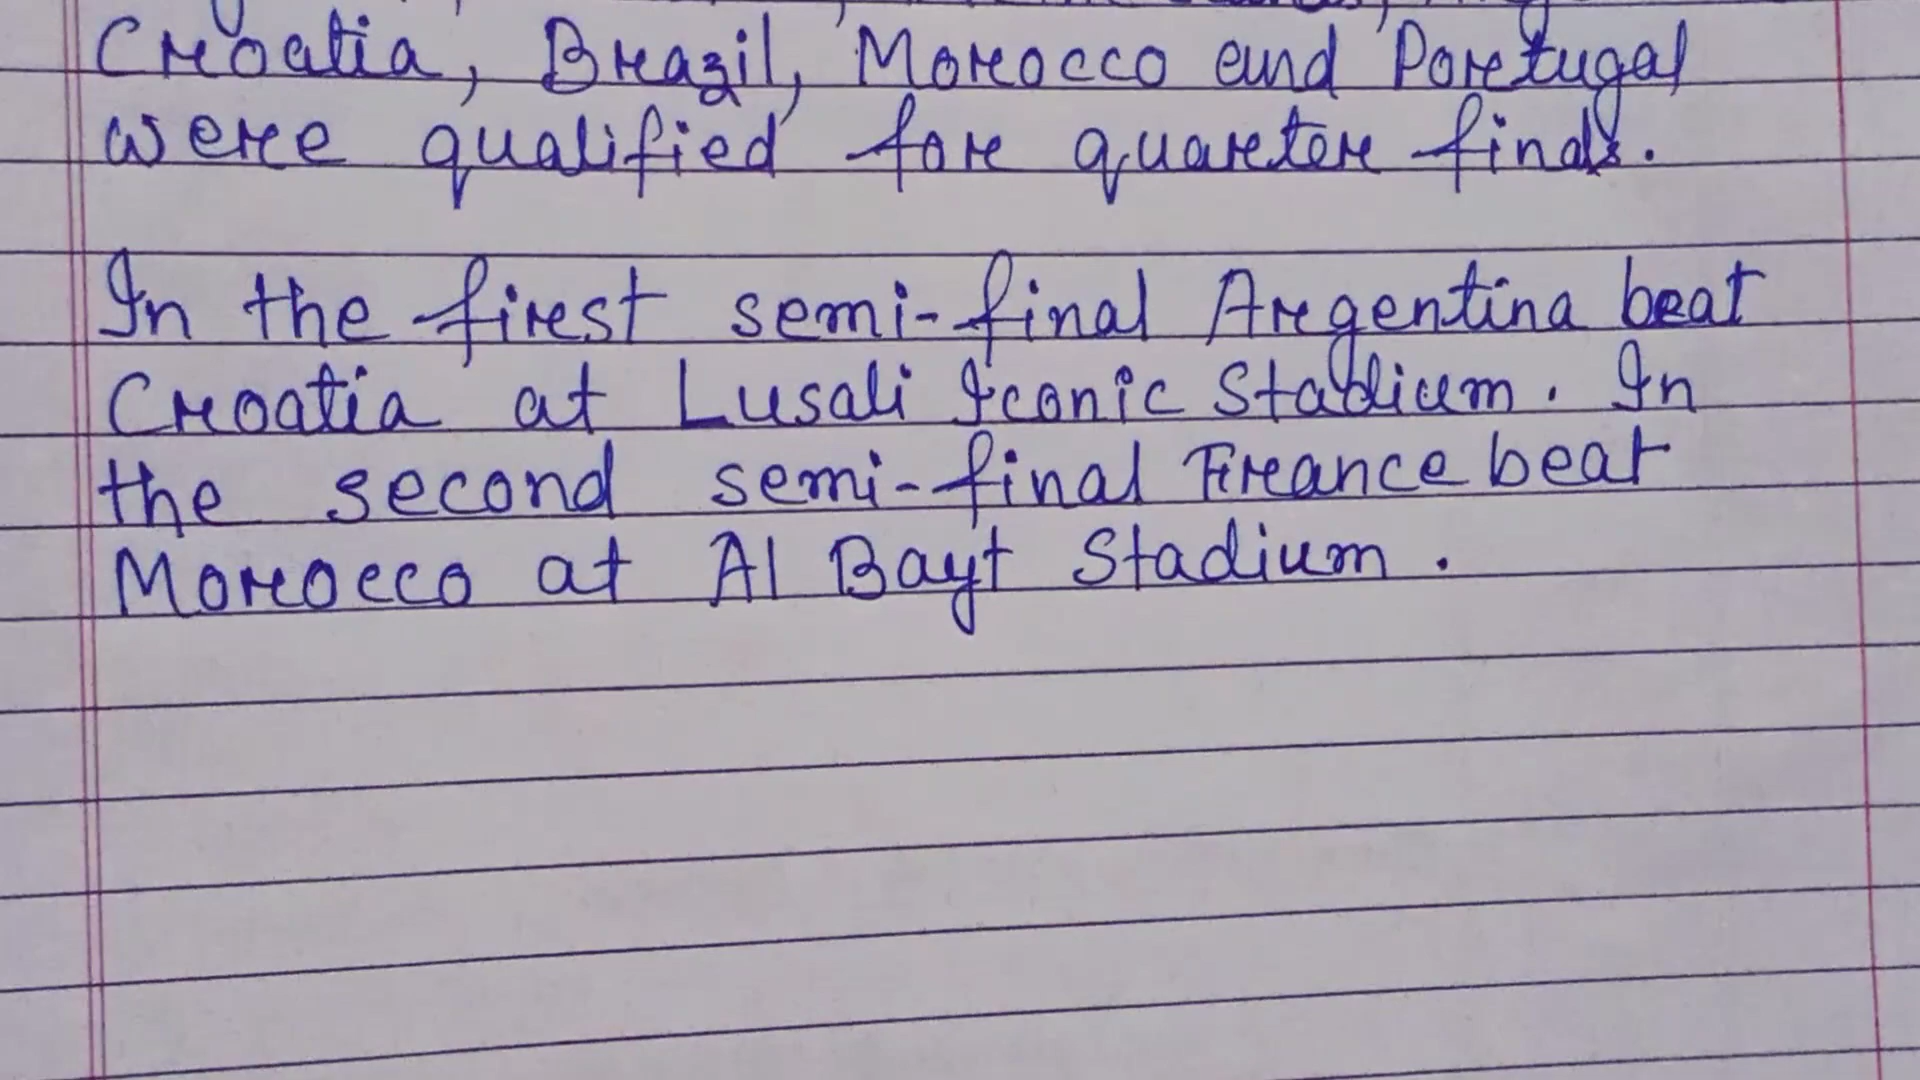 Croatia, Brazil, Morocco and Portugal
were qualified for quarter finals.
In the first semi-final Argentina beat
Croatia at Lusali Iconic Stadium. In
the second semi-final France beat
Morocco at Al Bayt Stadium.